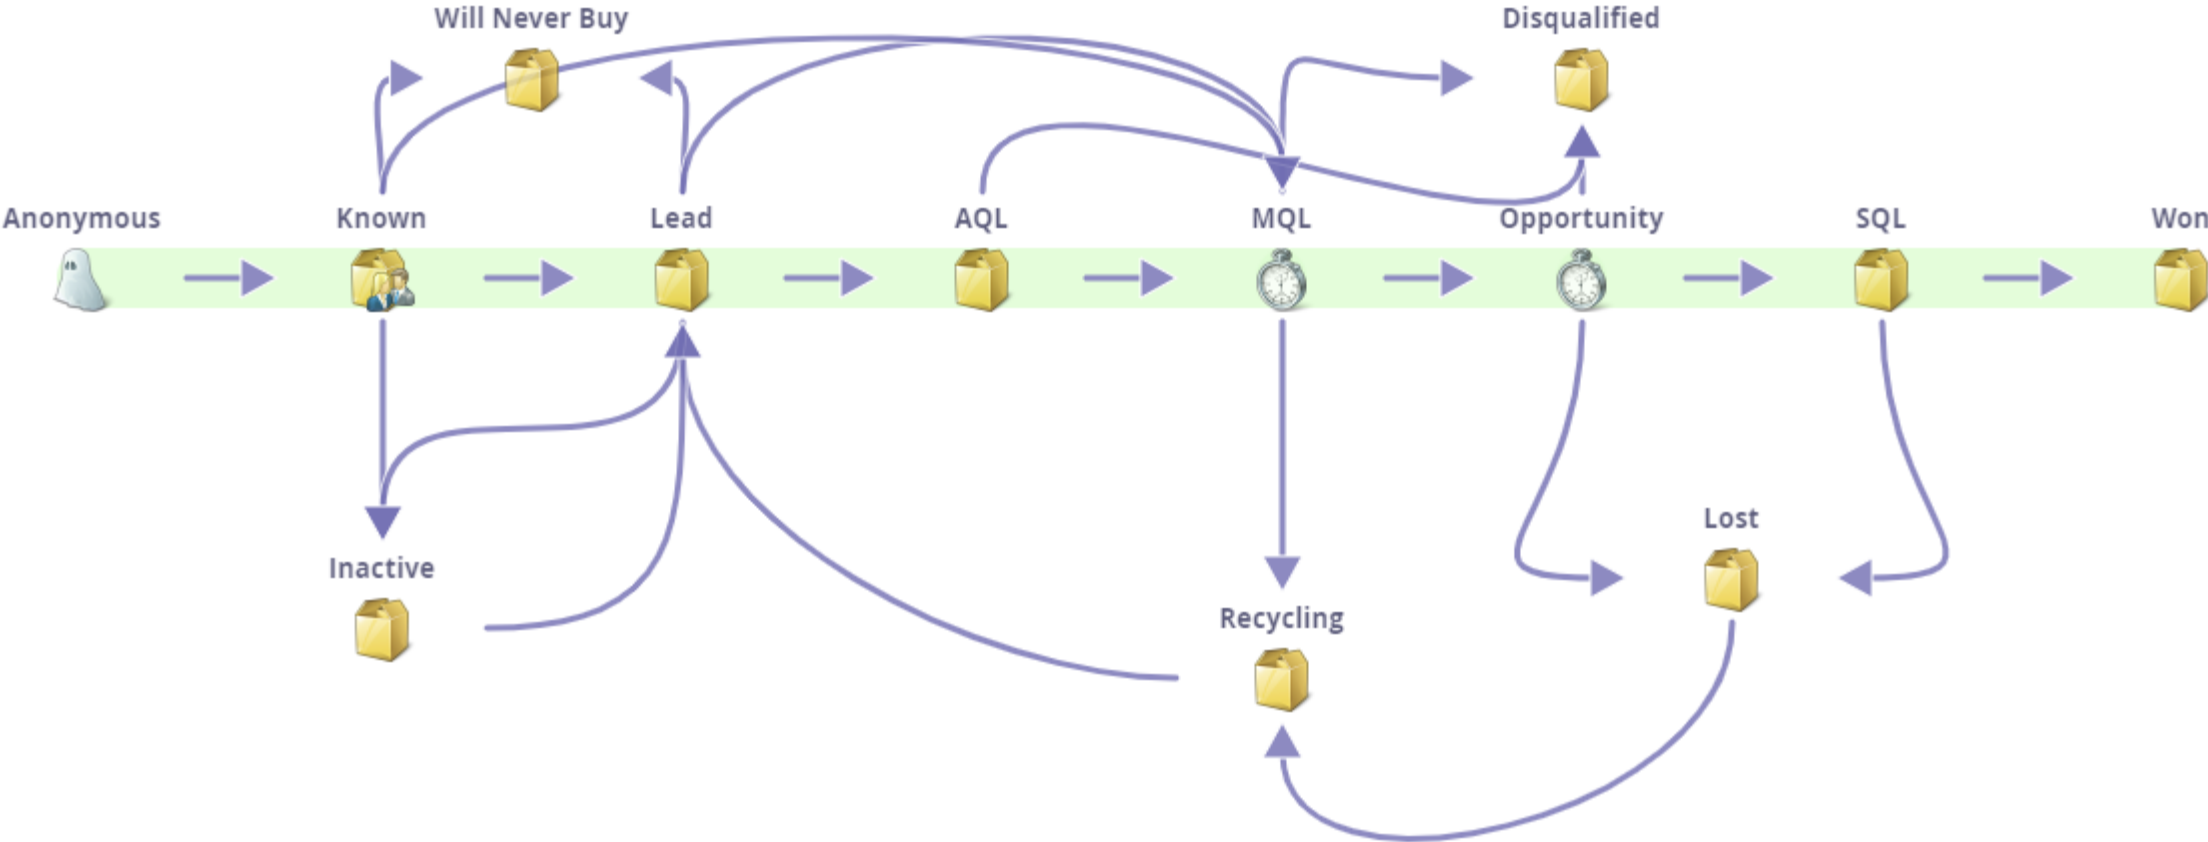 Will Never Buy
Disqualified
Anonymous
Known
Lead
AQL
MQL
Opportunity
SQL
Won
Lost
Inactive
Recycling